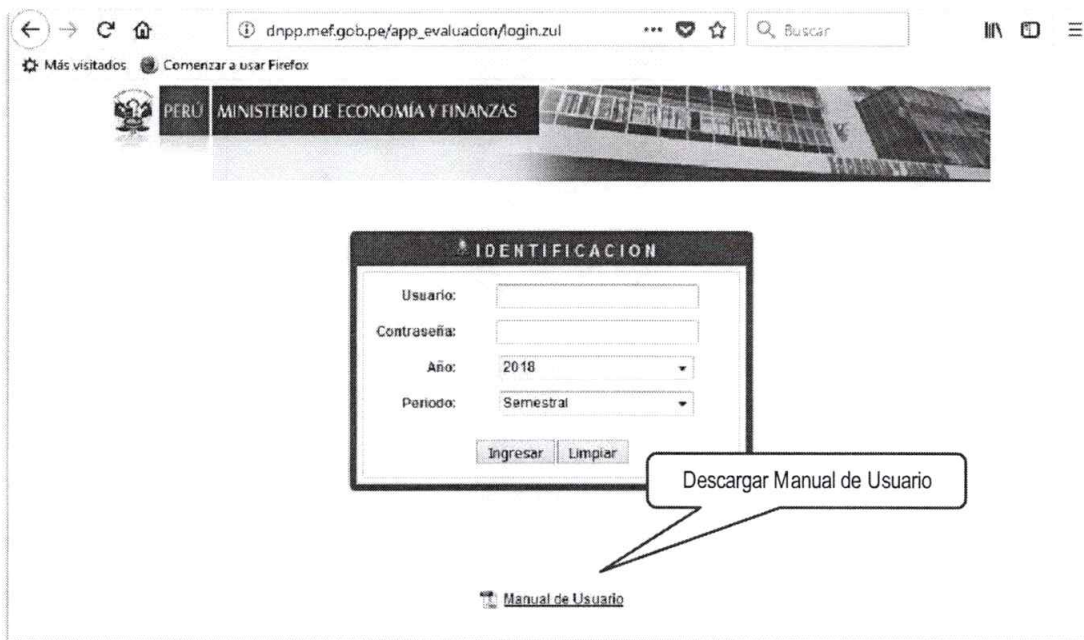 dnpp.mef.gob.pe/app_evaluacion/login.zul
Buscar
Más visitados Comenzar a usar Firefox
PERÚ MINISTERIO DE ECONOMÍA Y FINANZAS
IDENTIFICACION
Usuario:
Contraseña:
Año: 2018
Periodo: Semestral
Ingresar Limpiar
Descargar Manual de Usuario
Manual de Usuario